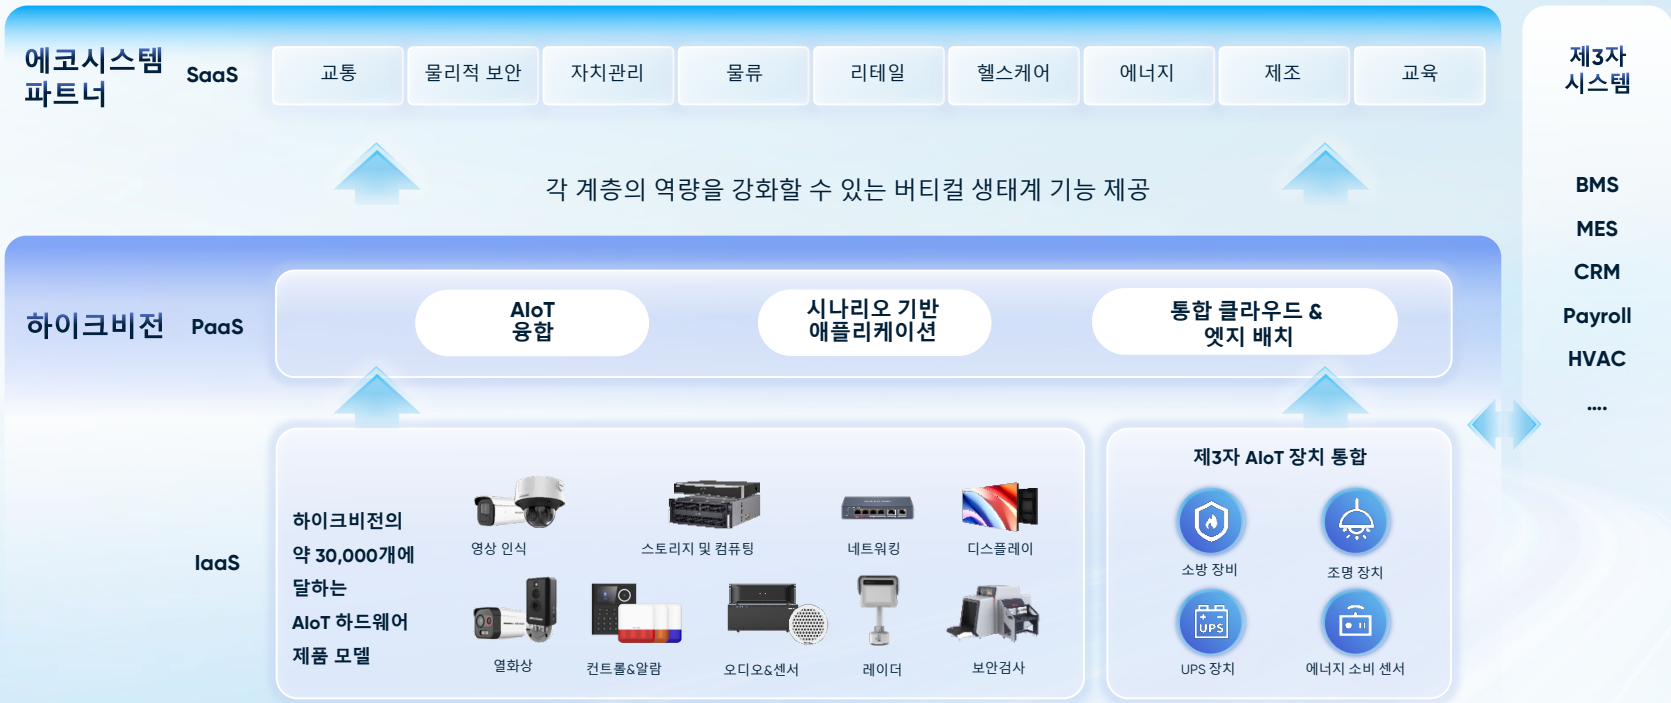 에코시스템
파트너
SaaS
교통
물리적 보안
자치관리
물류
리테일
헬스케어
에너지
제조
교육
각 계층의 역량을 강화할 수 있는 버티컬 생태계 기능 제공
하이크비전
PaaS
AIoT
융합
시나리오 기반
애플리케이션
통합 클라우드 &
엣지 배치
IaaS
하이크비전의
약 30,000개에
달하는
AIoT 하드웨어
제품 모델
영상 인식
스토리지 및 컴퓨팅
네트워킹
디스플레이
열화상
컨트롤&알람
오디오&센서
레이더
보안검사
제3자 AIoT 장치 통합
소방 장비
조명 장치
UPS
UPS 장치
에너지 소비 센서
제3자
시스템
BMS
MES
CRM
Payroll
HVAC
....